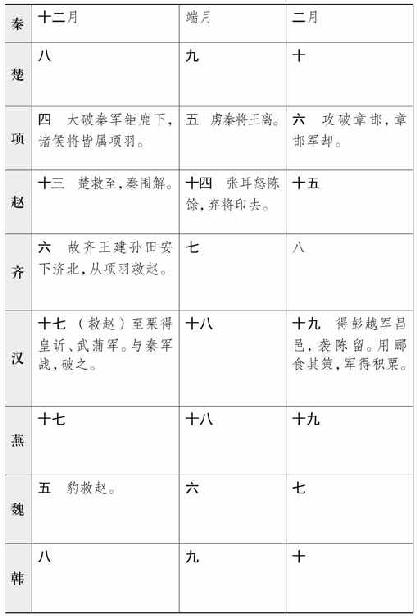 秦 十二月 端月 二月
楚 八 九 十
项 四 大破秦军钜鹿下，
诸侯将皆属项羽。
五 虏秦将王离。
六 攻破章邯，章
邯军却。
赵 十三 楚救至，秦围解。
十四 张耳怒陈
馀，弃将印去。
十五
齐 六 故齐王建孙田安
下济北，从项羽救赵。
七 八
汉 十七 （救赵）至栗得
皇䜣、武蒲军。与秦军
战，破之。
十八
十九 得彭越军昌
邑，袭陈留。用郦
食其策，军得积粟。
燕 十七 十八 十九
魏 五 豹救赵。
六 七
韩 八 九 十